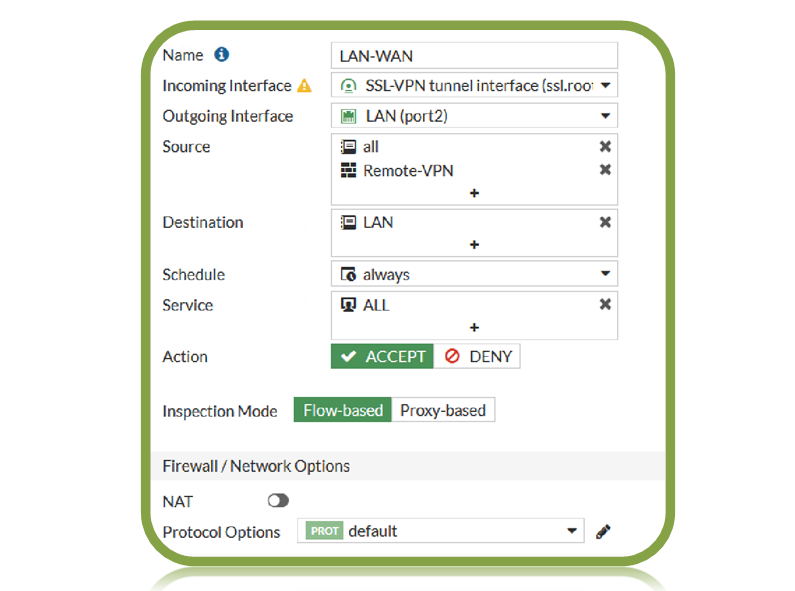 Name LAN-WAN
Incoming Interface SSL-VPN tunnel interface (ssl.root
Outgoing Interface LAN (port2)
Source all
Remote-VPN
+
Destination LAN
+
Schedule always
Service ALL
+
Action ACCEPT DENY
Inspection Mode Flow-based Proxy-based
Firewall / Network Options
NAT
Protocol Options PROT default